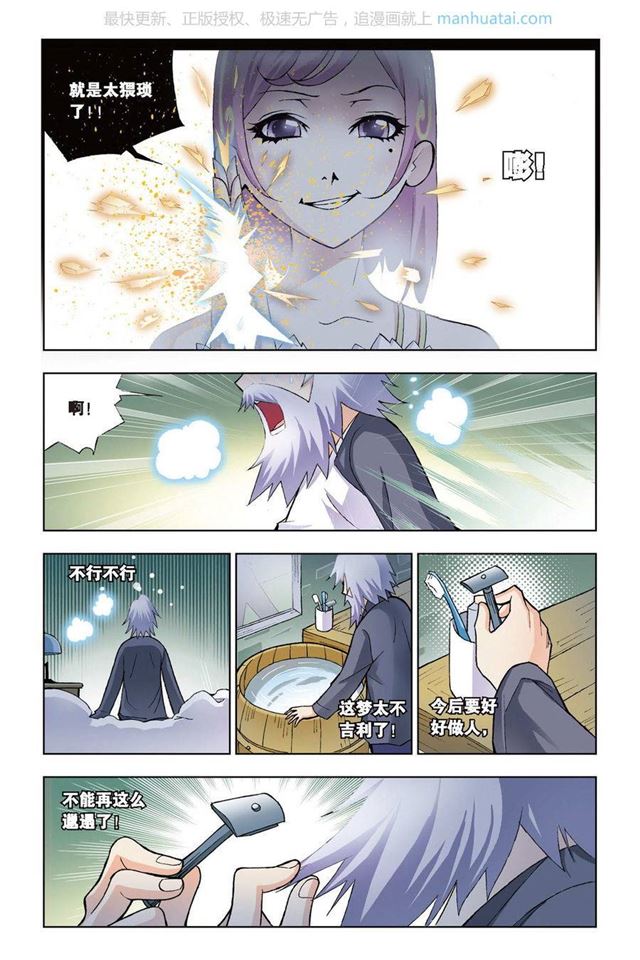 最快更新、正版授权、极速无广告，追漫画就上 manhuatai.com
就是太猥琐
了!!
嘭!
啊!
不行不行
这梦太不
吉利了!
今后要好
好做人,
不能再这么
邋遢了!